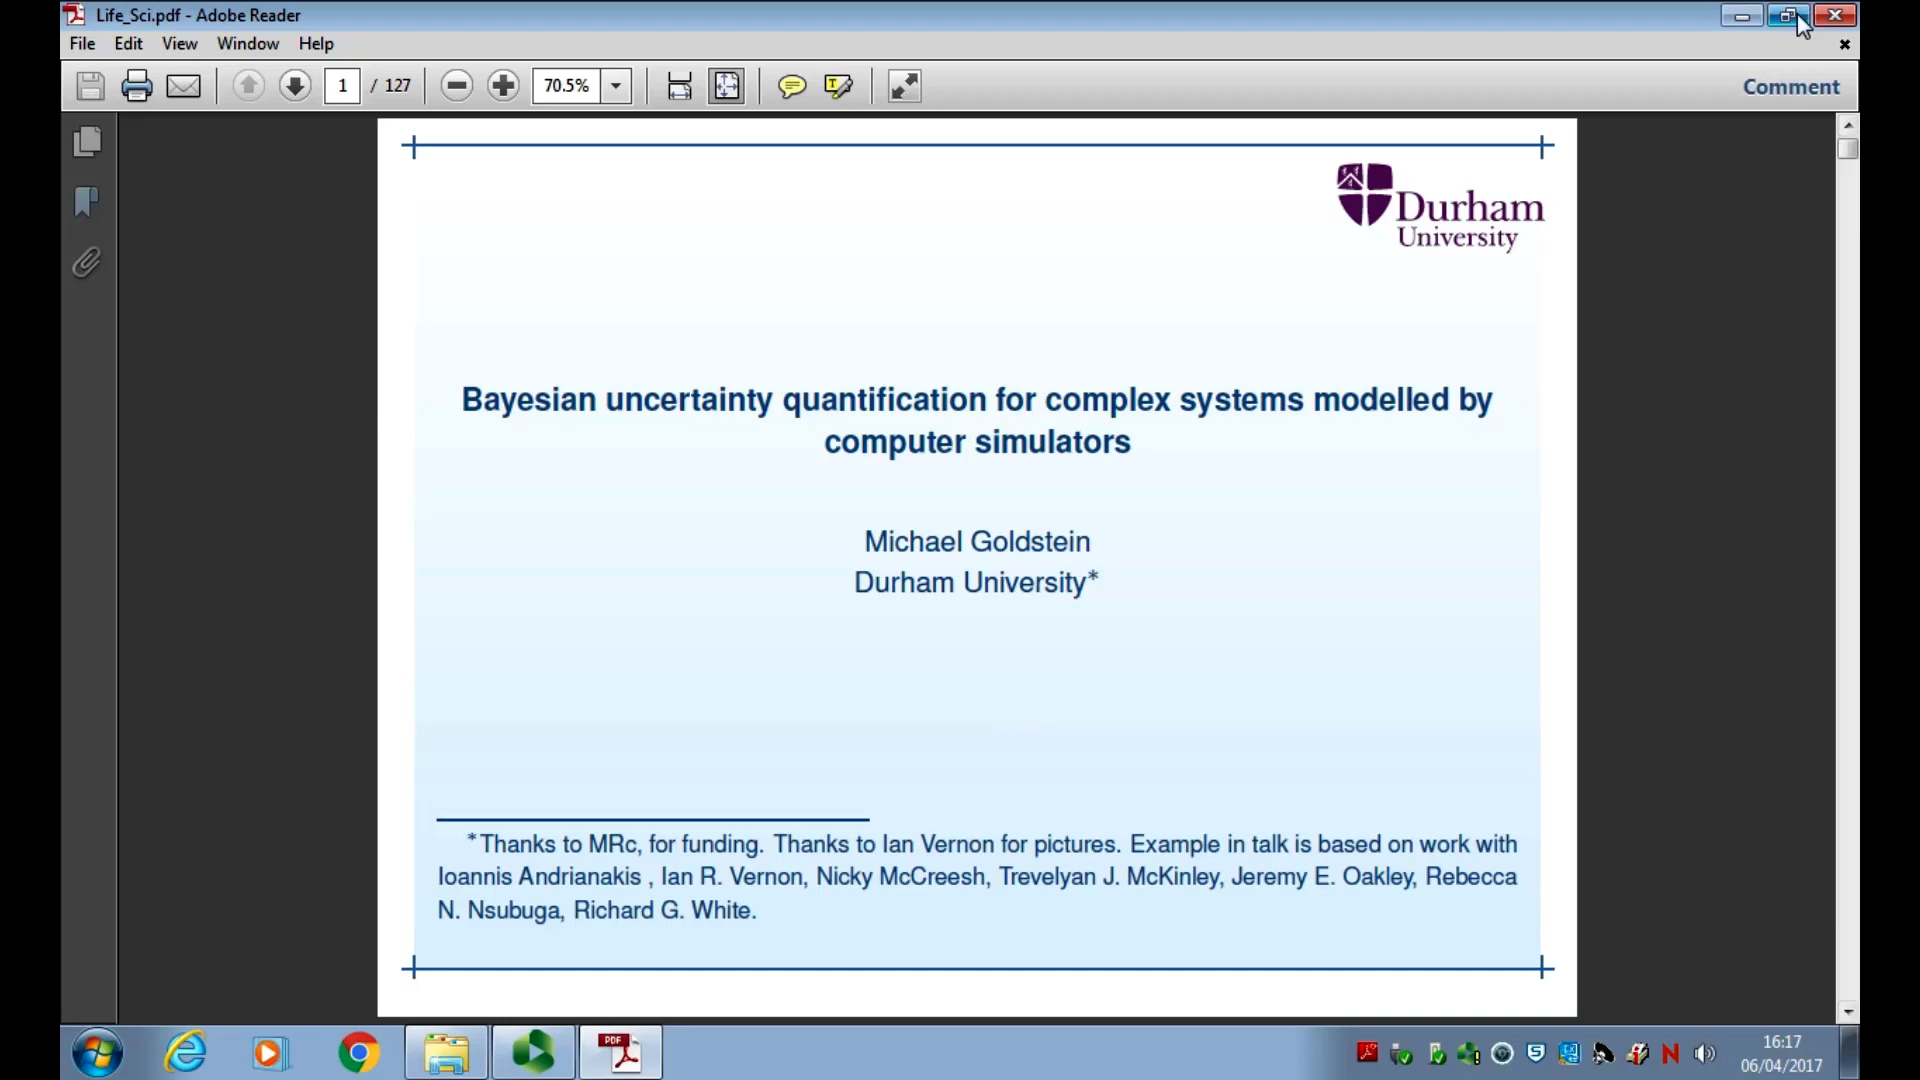 Life_Sci.pdf - Adobe Reader
File Edit View Window Help
1 / 127 70.5% Comment
Durham
University
Bayesian uncertainty quantification for complex systems modelled by
computer simulators
Michael Goldstein
Durham University*
*Thanks to MRc, for funding. Thanks to Ian Vernon for pictures. Example in talk is based on work with
Ioannis Andrianakis , Ian R. Vernon, Nicky McCreesh, Trevelyan J. McKinley, Jeremy E. Oakley, Rebecca
N. Nsubuga, Richard G. White.
PDF
16:17
06/04/2017